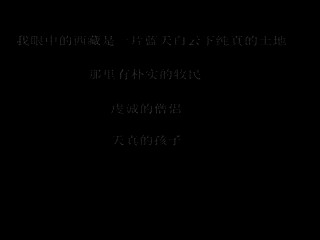 我眼中的西藏是一片蓝天白云下纯真的土地
那里有朴实的牧民
虔诚的僧侣
天真的孩子